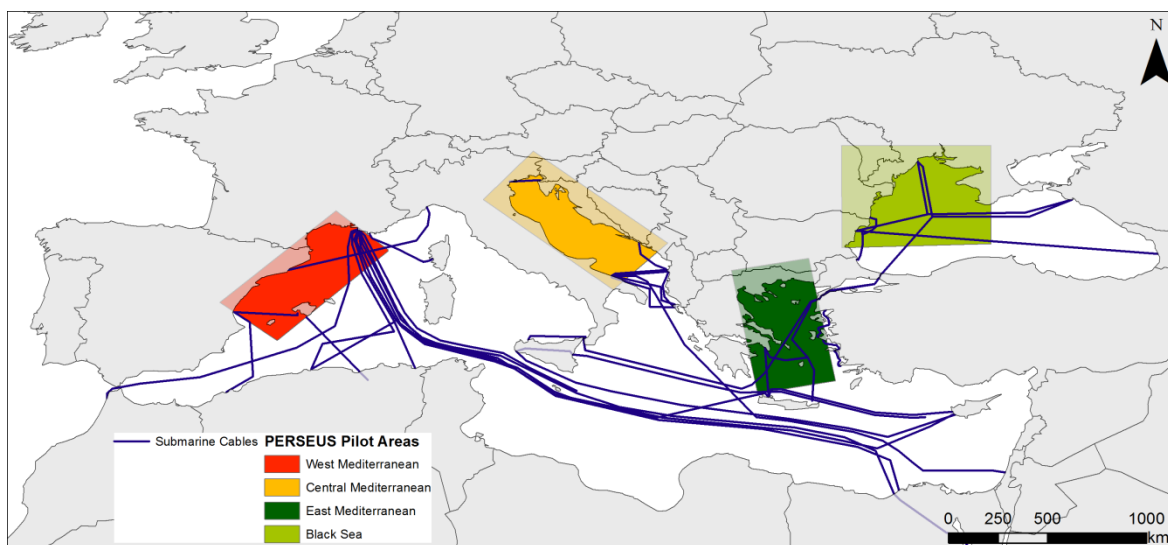 N
Submarine Cables
PERSEUS Pilot Areas
West Mediterranean
Central Mediterranean
East Mediterranean
Black Sea
0 250 500 1000
km